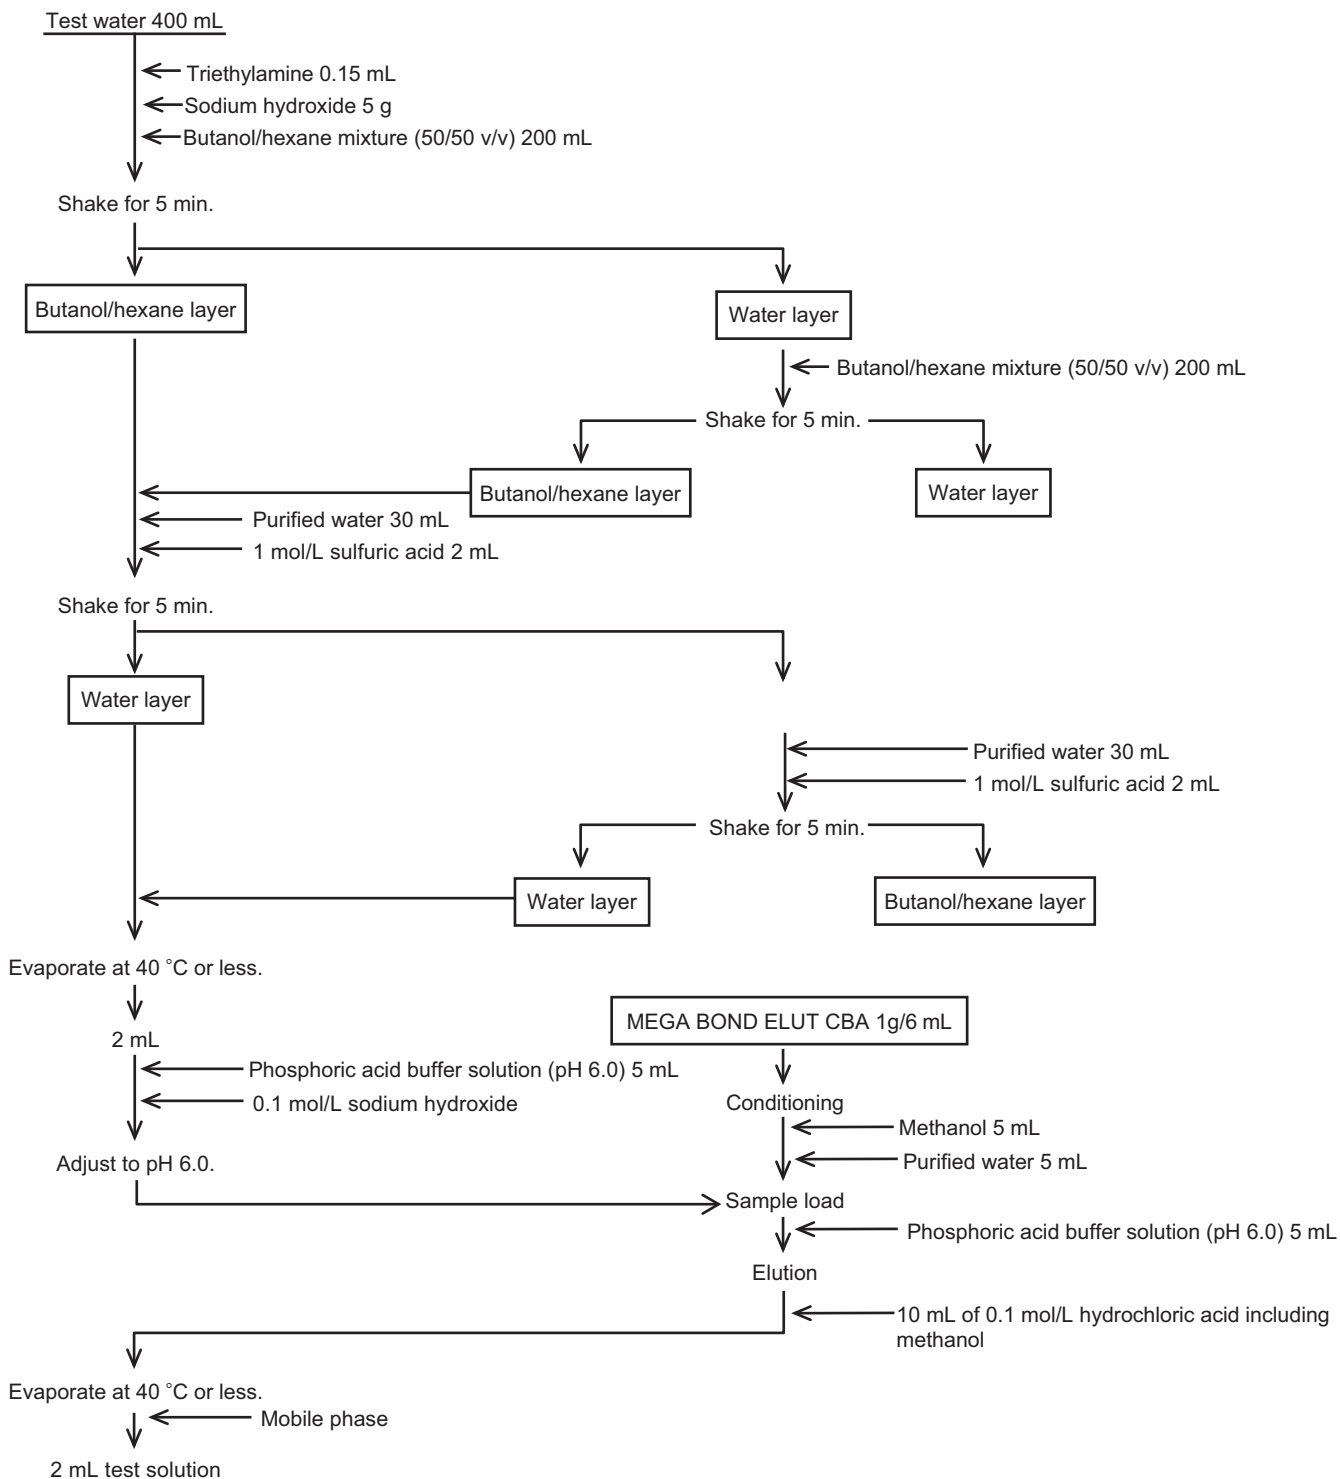 Test water 400 mL
Triethylamine 0.15 mL
Sodium hydroxide 5 g
Butanol/hexane mixture (50/50 v/v) 200 mL
Shake for 5 min.
Butanol/hexane layer
Water layer
Butanol/hexane mixture (50/50 v/v) 200 mL
Shake for 5 min.
Butanol/hexane layer
Water layer
Purified water 30 mL
1 mol/L sulfuric acid 2 mL
Shake for 5 min.
Water layer
Purified water 30 mL
1 mol/L sulfuric acid 2 mL
Shake for 5 min.
Water layer
Butanol/hexane layer
Evaporate at 40 °C or less.
2 mL
MEGA BOND ELUT CBA 1g/6 mL
Phosphoric acid buffer solution (pH 6.0) 5 mL
0.1 mol/L sodium hydroxide
Conditioning
Methanol 5 mL
Purified water 5 mL
Adjust to pH 6.0.
Sample load
Phosphoric acid buffer solution (pH 6.0) 5 mL
Elution
10 mL of 0.1 mol/L hydrochloric acid including
methanol
Evaporate at 40 °C or less.
Mobile phase
2 mL test solution